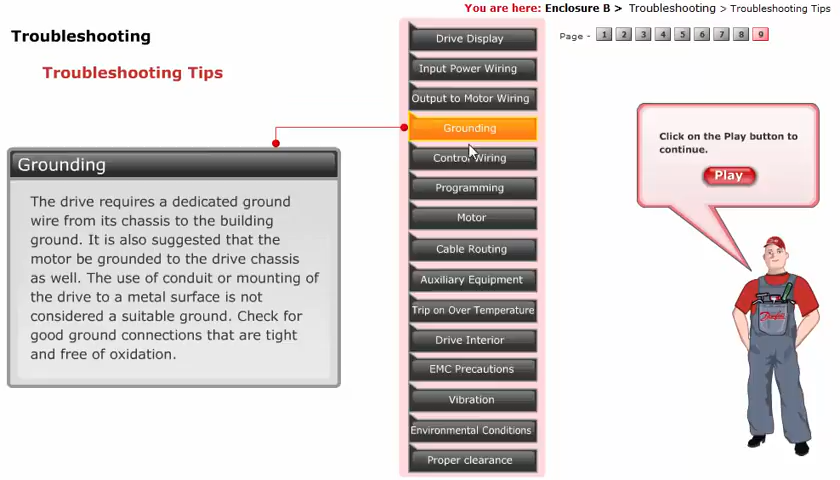 You are here: Enclosure B > Troubleshooting > Troubleshooting Tips
Troubleshooting
Page - 1 2 3 4 5 6 7 8 9
Troubleshooting Tips
Drive Display
Input Power Wiring
Output to Motor Wiring
Grounding
Control Wiring
Programming
Motor
Cable Routing
Auxiliary Equipment
Trip on Over Temperature
Drive Interior
EMC Precautions
Vibration
Environmental Conditions
Proper clearance
Grounding
The drive requires a dedicated ground
wire from its chassis to the building
ground. It is also suggested that the
motor be grounded to the drive chassis
as well. The use of conduit or mounting of
the drive to a metal surface is not
considered a suitable ground. Check for
good ground connections that are tight
and free of oxidation.
Click on the Play button to
continue.
Play
Danfoss